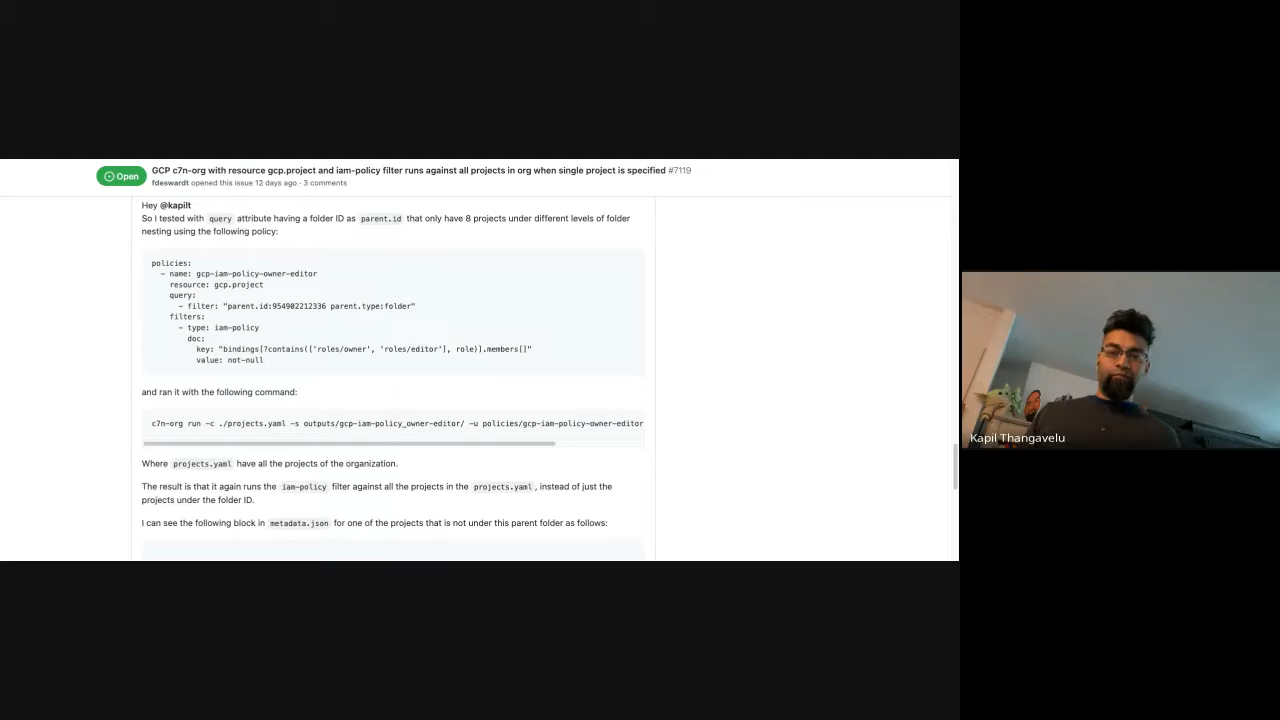 Open
GCP c7n-org with resource gcp.project and iam-policy filter runs against all projects in org when single project is specified #7119
fdeswardt opened this issue 12 days ago · 3 comments
Hey @kapilt
So I tested with query attribute having a folder ID as parent.id that only have 8 projects under different levels of folder
nesting using the following policy:
policies:
- name: gcp-iam-policy-owner-editor
resource: gcp.project
query:
- filter: "parent.id:954902212336 parent.type:folder"
filters:
- type: iam-policy
doc:
key: "bindings[?contains(['roles/owner', 'roles/editor'], role)].members[]"
value: not-null
and ran it with the following command:
c7n-org run -c ./projects.yaml -s outputs/gcp-iam-policy_owner-editor/ -u policies/gcp-iam-policy-owner-editor
Where projects.yaml have all the projects of the organization.
The result is that it again runs the iam-policy filter against all the projects in the projects.yaml, instead of just the
projects under the folder ID.
I can see the following block in metadata.json for one of the projects that is not under this parent folder as follows:
Kapil Thangavelu